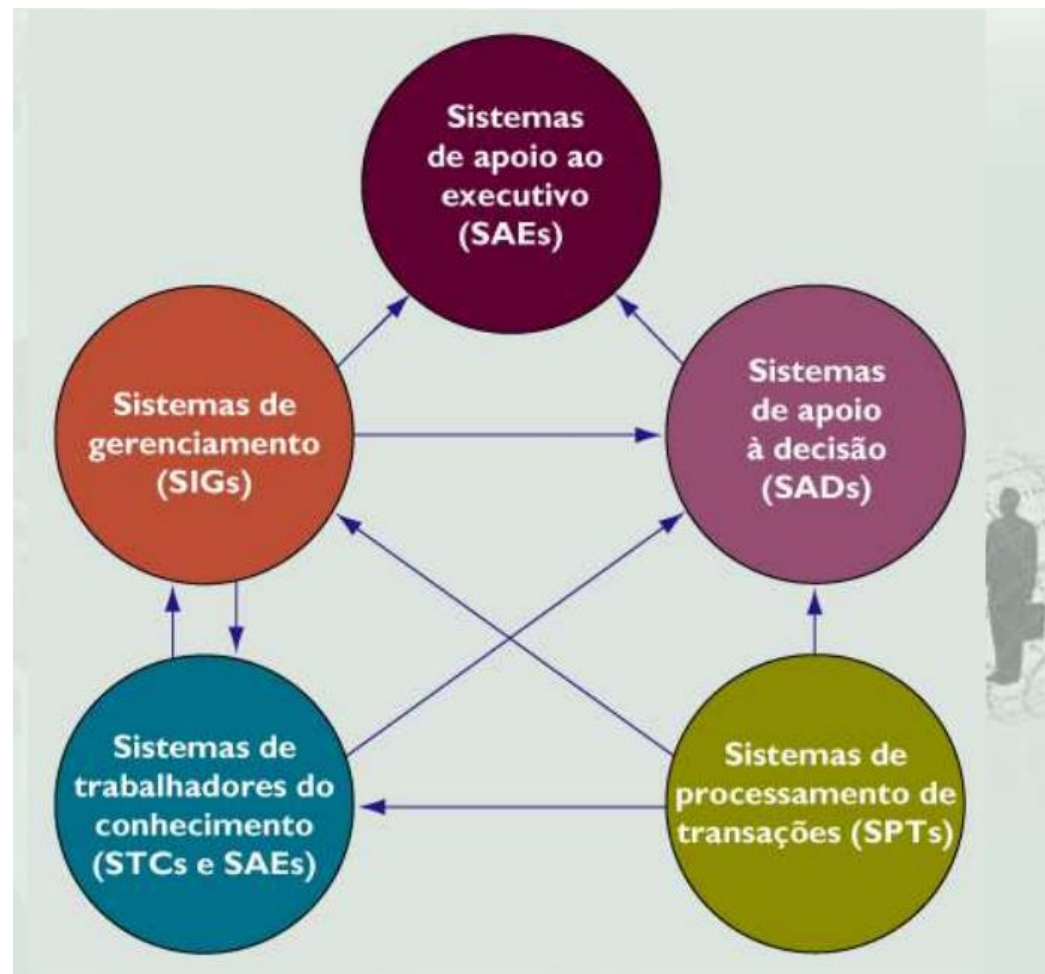 Sistemas
de apoio ao
executivo
(SAEs)
Sistemas de
gerenciamento
(SIGs)
Sistemas
de apoio
à decisão
(SADs)
Sistemas de
trabalhadores do
conhecimento
(STCs e SAEs)
Sistemas de
processamento de
transações (SPTs)